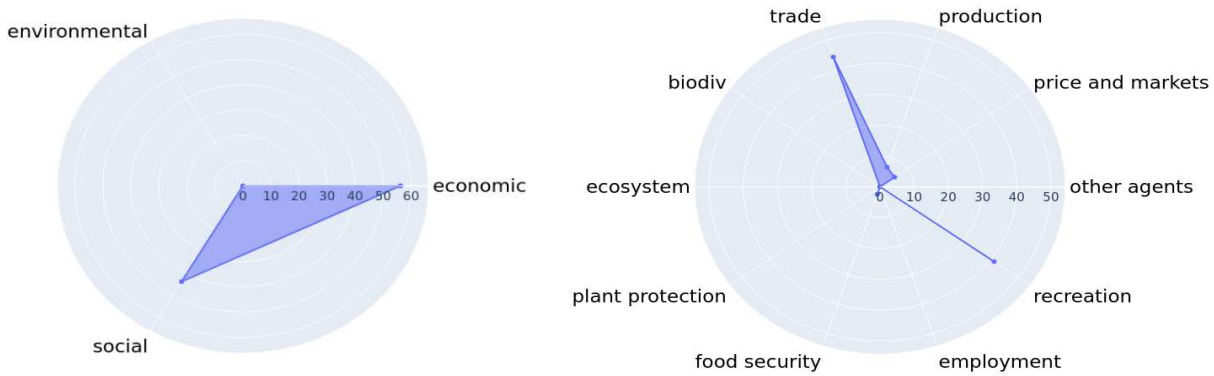 environmental
economic
social
0 10 20 30 40 50 60
trade
production
biodiv
price and markets
ecosystem
other agents
0 10 20 30 40 50
plant protection
recreation
food security
employment